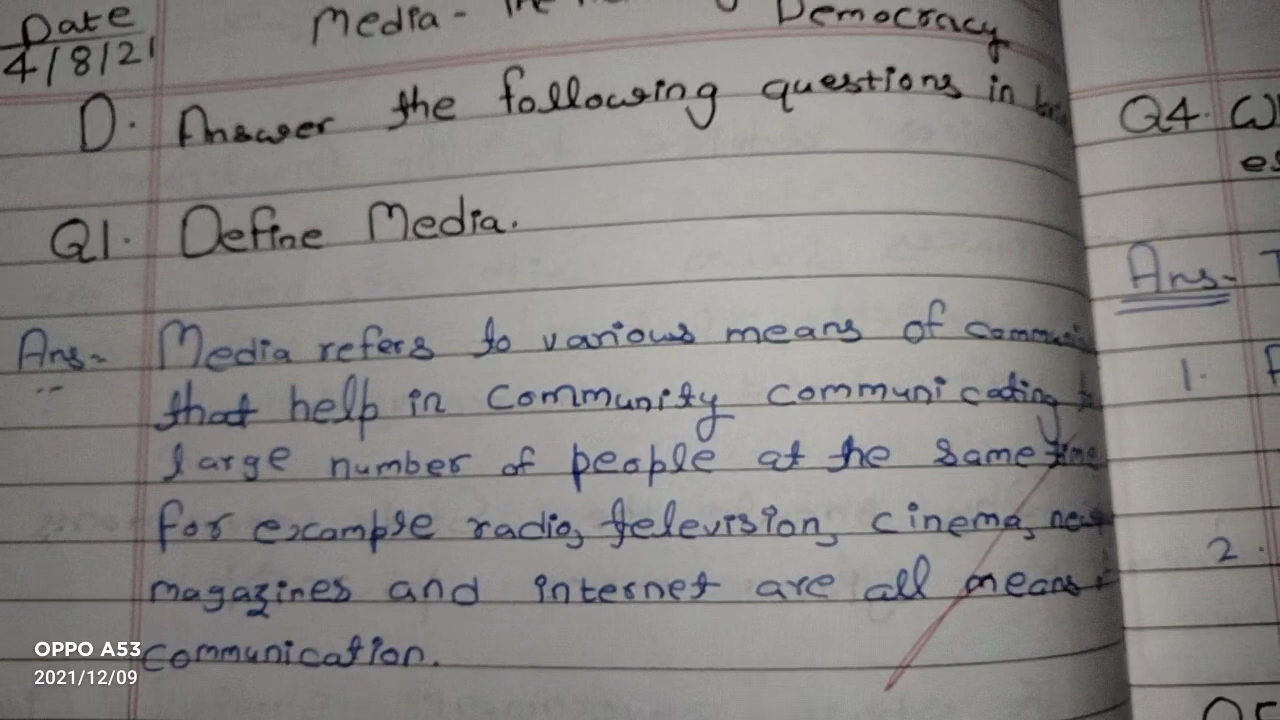 Date
4/8/21
Media - the Democracy
D. Answer the following questions in
Q1. Define Media.
Ans- Media refers to various means of
that help in community communicating
large number of people at the same time
for example radio, television, cinema,
magazines and internet are all means
communication.
Q4.
Ans-
1.
2.
OPPO A53
2021/12/09